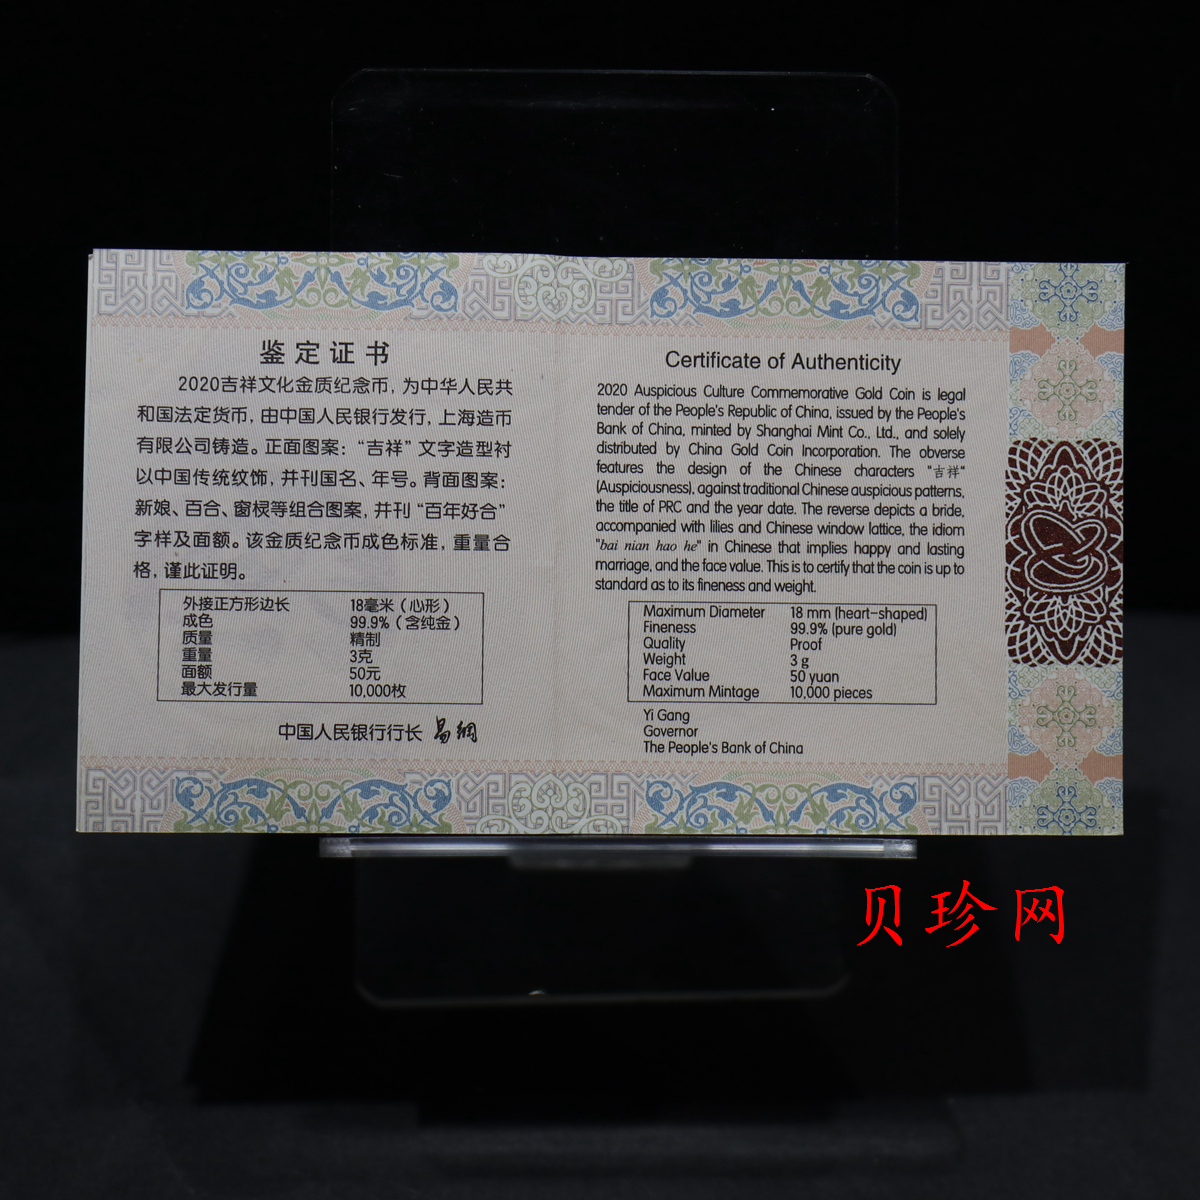 鉴定证书
2020吉祥文化金质纪念币，为中华人民共
和国法定货币，由中国人民银行发行，上海造币
有限公司铸造。正面图案：“吉祥”文字造型衬
以中国传统纹饰，并刊国名、年号。背面图案：
新娘、百合、窗棂等组合图案，并刊“百年好合”
字样及面额。该金质纪念币成色标准，重量合
格，谨此证明。
外接正方形边长 18毫米（心形）
成色 99.9%（含纯金）
质量 精制
重量 3克
面额 50元
最大发行量 10,000枚
中国人民银行行长 易纲
Certificate of Authenticity
2020 Auspicious Culture Commemorative Gold Coin is legal
tender of the People's Republic of China, issued by the People's
Bank of China, minted by Shanghai Mint Co., Ltd., and solely
distributed by China Gold Coin Incorporation. The obverse
features the design of the Chinese characters "吉祥"
(Auspiciousness), against traditional Chinese auspicious patterns,
the title of PRC and the year date. The reverse depicts a bride,
accompanied with lilies and Chinese window lattice, the idiom
"bai nian hao he" in Chinese that implies happy and lasting
marriage, and the face value. This is to certify that the coin is up to
standard as to its fineness and weight.
Maximum Diameter 18 mm (heart-shaped)
Fineness 99.9% (pure gold)
Quality Proof
Weight 3 g
Face Value 50 yuan
Maximum Mintage 10,000 pieces
Yi Gang
Governor
The People's Bank of China
贝珍网